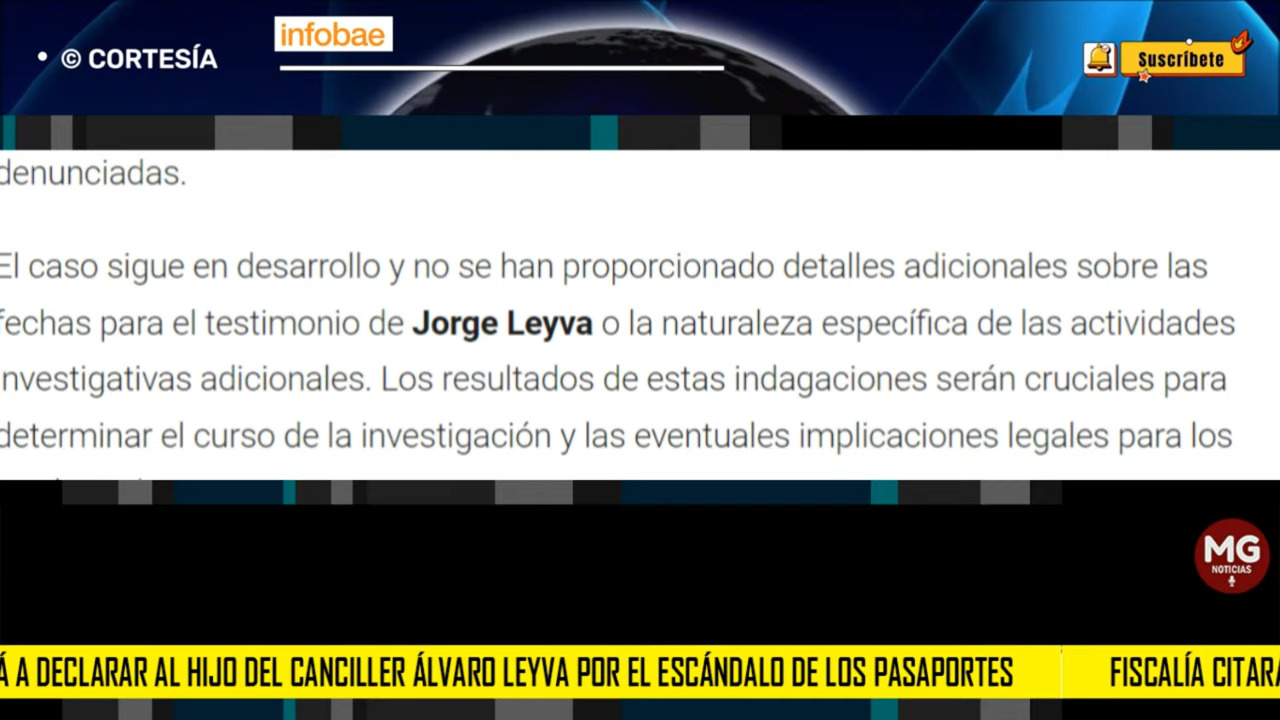 infobae
• © CORTESÍA
Suscríbete
denunciadas.
El caso sigue en desarrollo y no se han proporcionado detalles adicionales sobre las
fechas para el testimonio de Jorge Leyva o la naturaleza específica de las actividades
investigativas adicionales. Los resultados de estas indagaciones serán cruciales para
determinar el curso de la investigación y las eventuales implicaciones legales para los
MG
NOTICIAS
Á A DECLARAR AL HIJO DEL CANCILLER ÁLVARO LEYVA POR EL ESCÁNDALO DE LOS PASAPORTES FISCALÍA CITARÁ